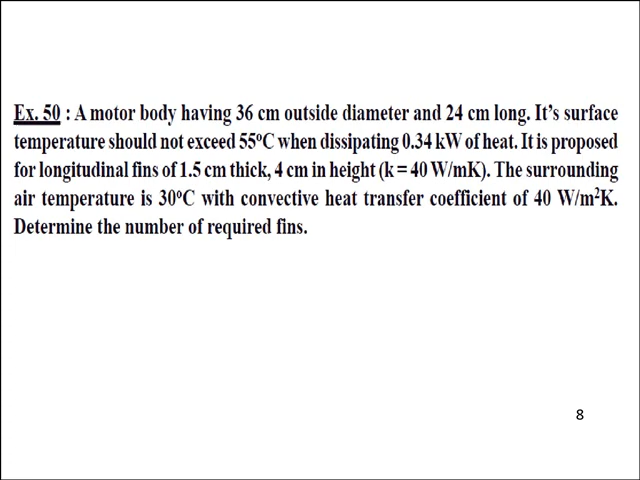 Ex. 50 : A motor body having 36 cm outside diameter and 24 cm long. It's surface
temperature should not exceed 55°C when dissipating 0.34 kW of heat. It is proposed
for longitudinal fins of 1.5 cm thick, 4 cm in height (k = 40 W/mK). The surrounding
air temperature is 30°C with convective heat transfer coefficient of 40 W/m²K.
Determine the number of required fins.
8